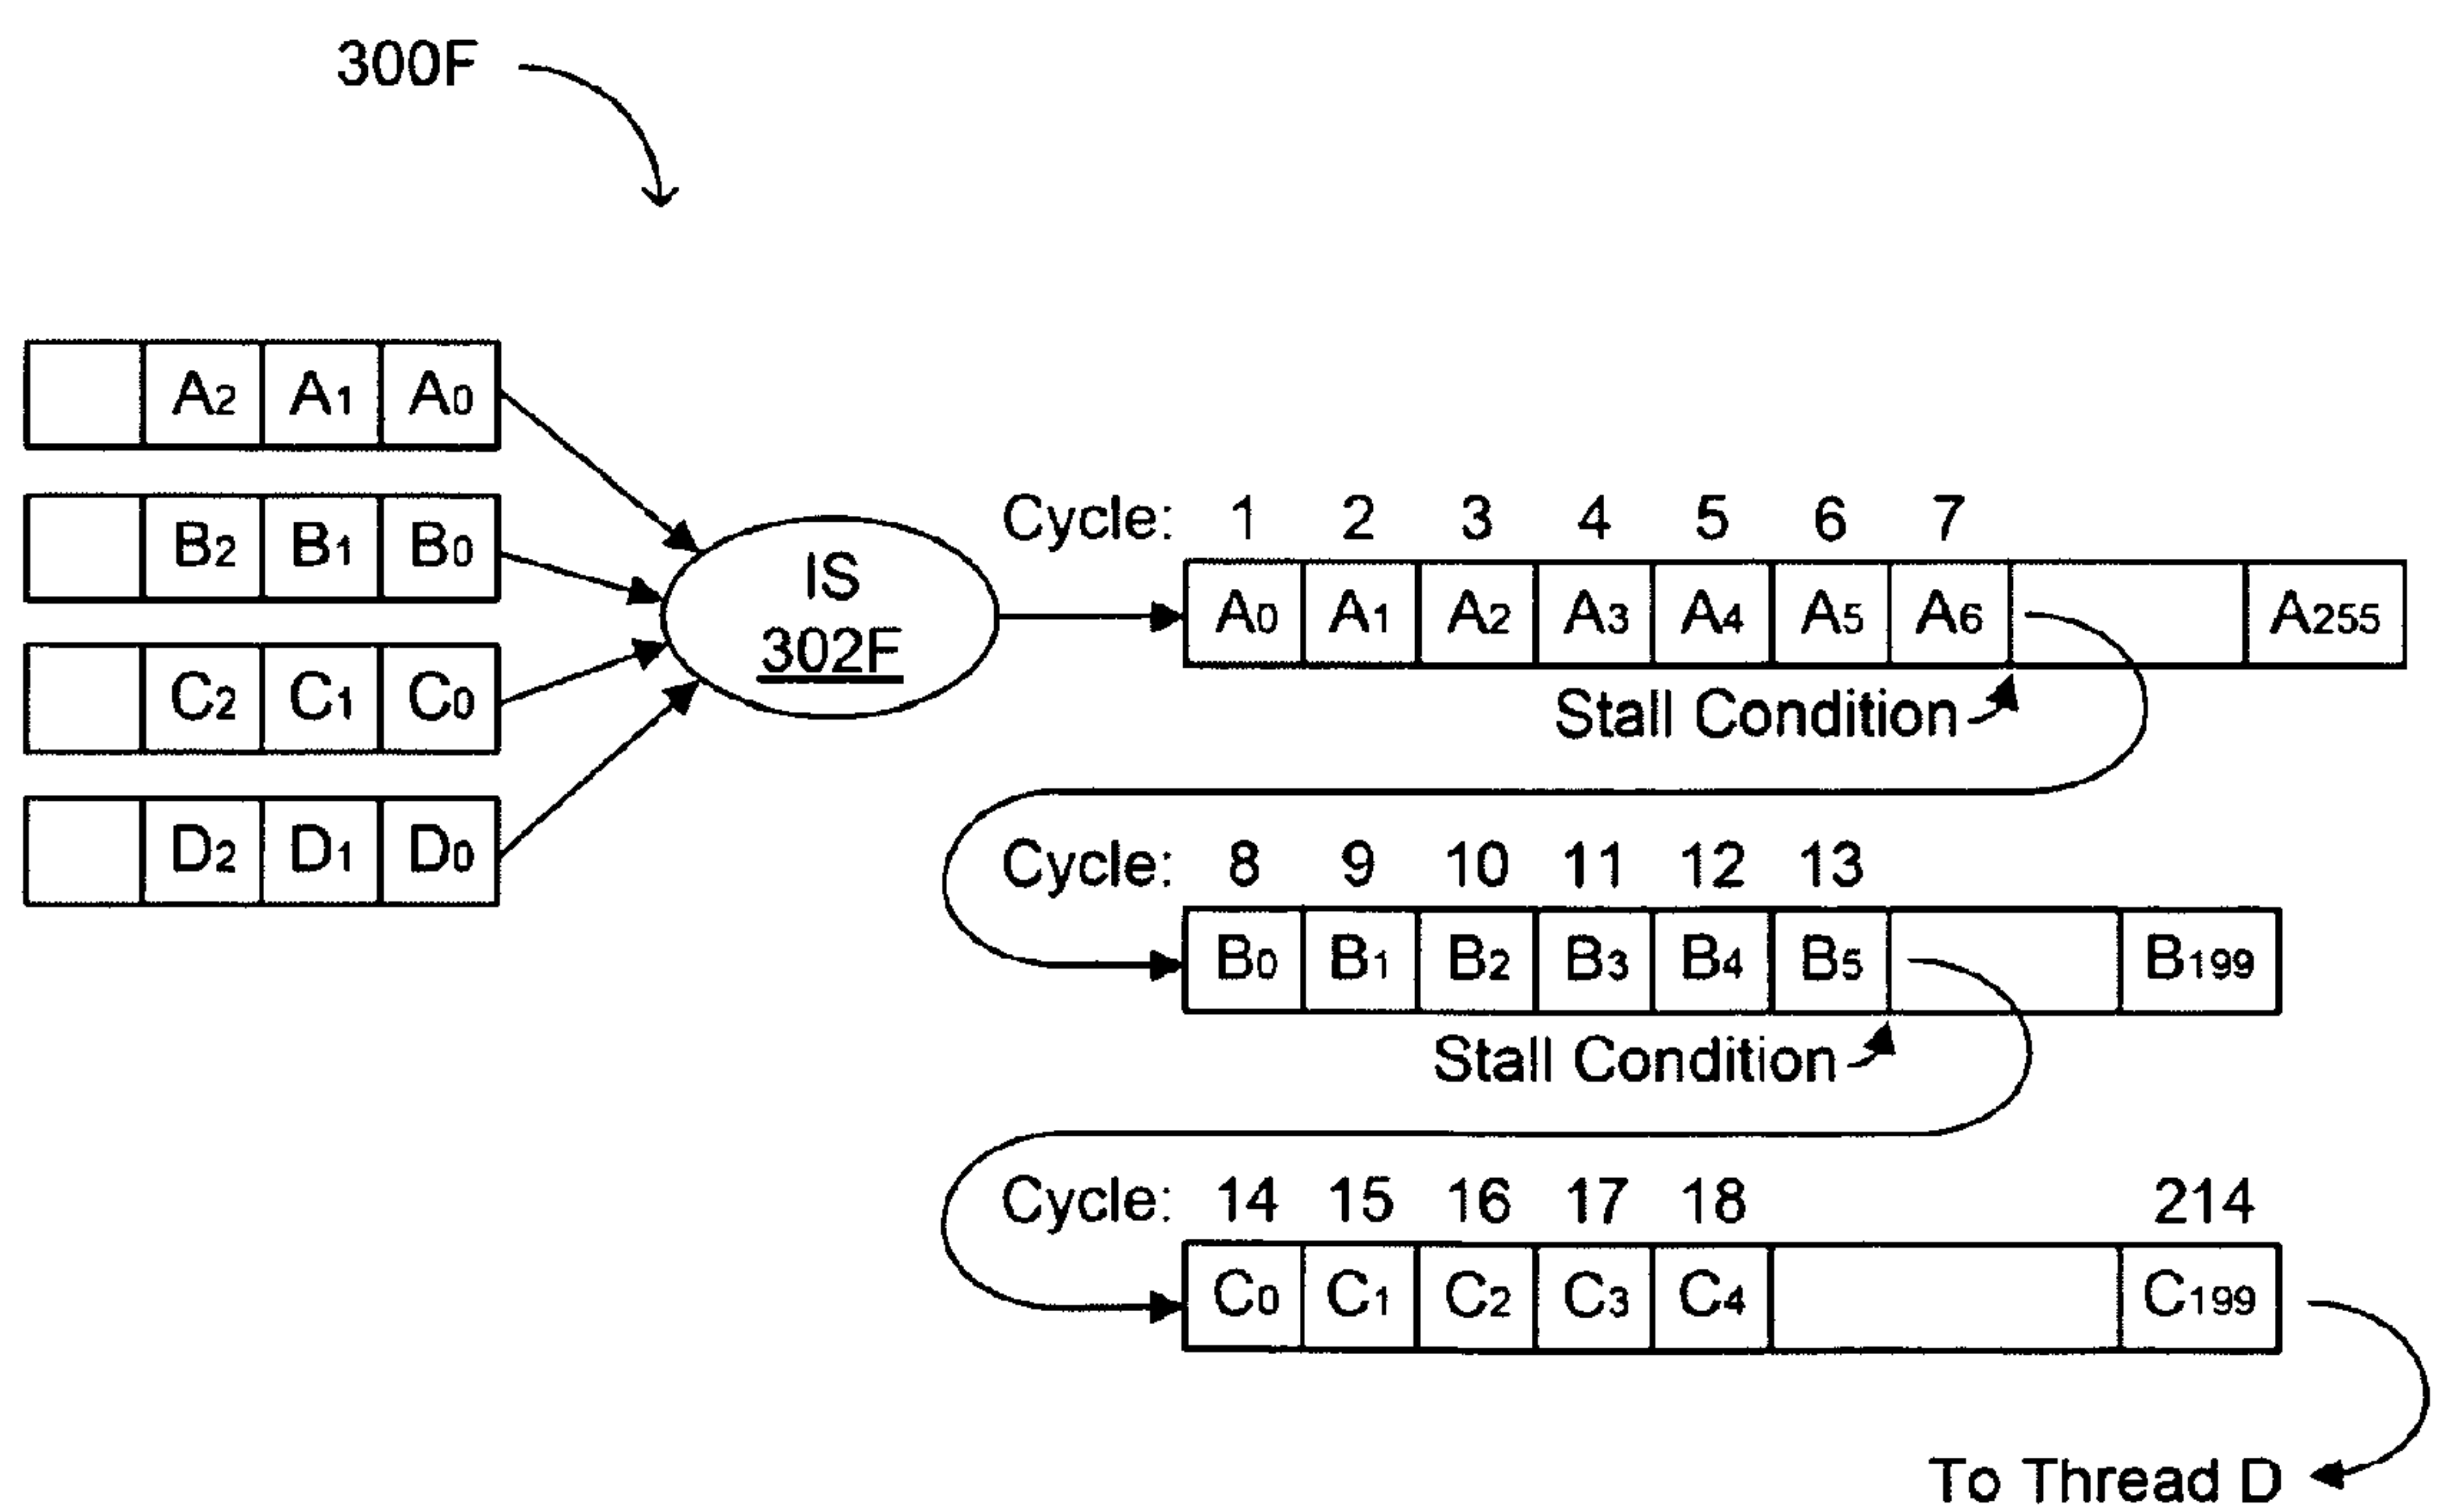 300F
A2 A1 A0
B2 B1 B0
C2 C1 C0
D2 D1 D0
IS
302F
Cycle: 1 2 3 4 5 6 7
A0 A1 A2 A3 A4 A5 A6 A255
Stall Condition
Cycle: 8 9 10 11 12 13
B0 B1 B2 B3 B4 B5 B199
Stall Condition
Cycle: 14 15 16 17 18 214
C0 C1 C2 C3 C4 C199
To Thread D